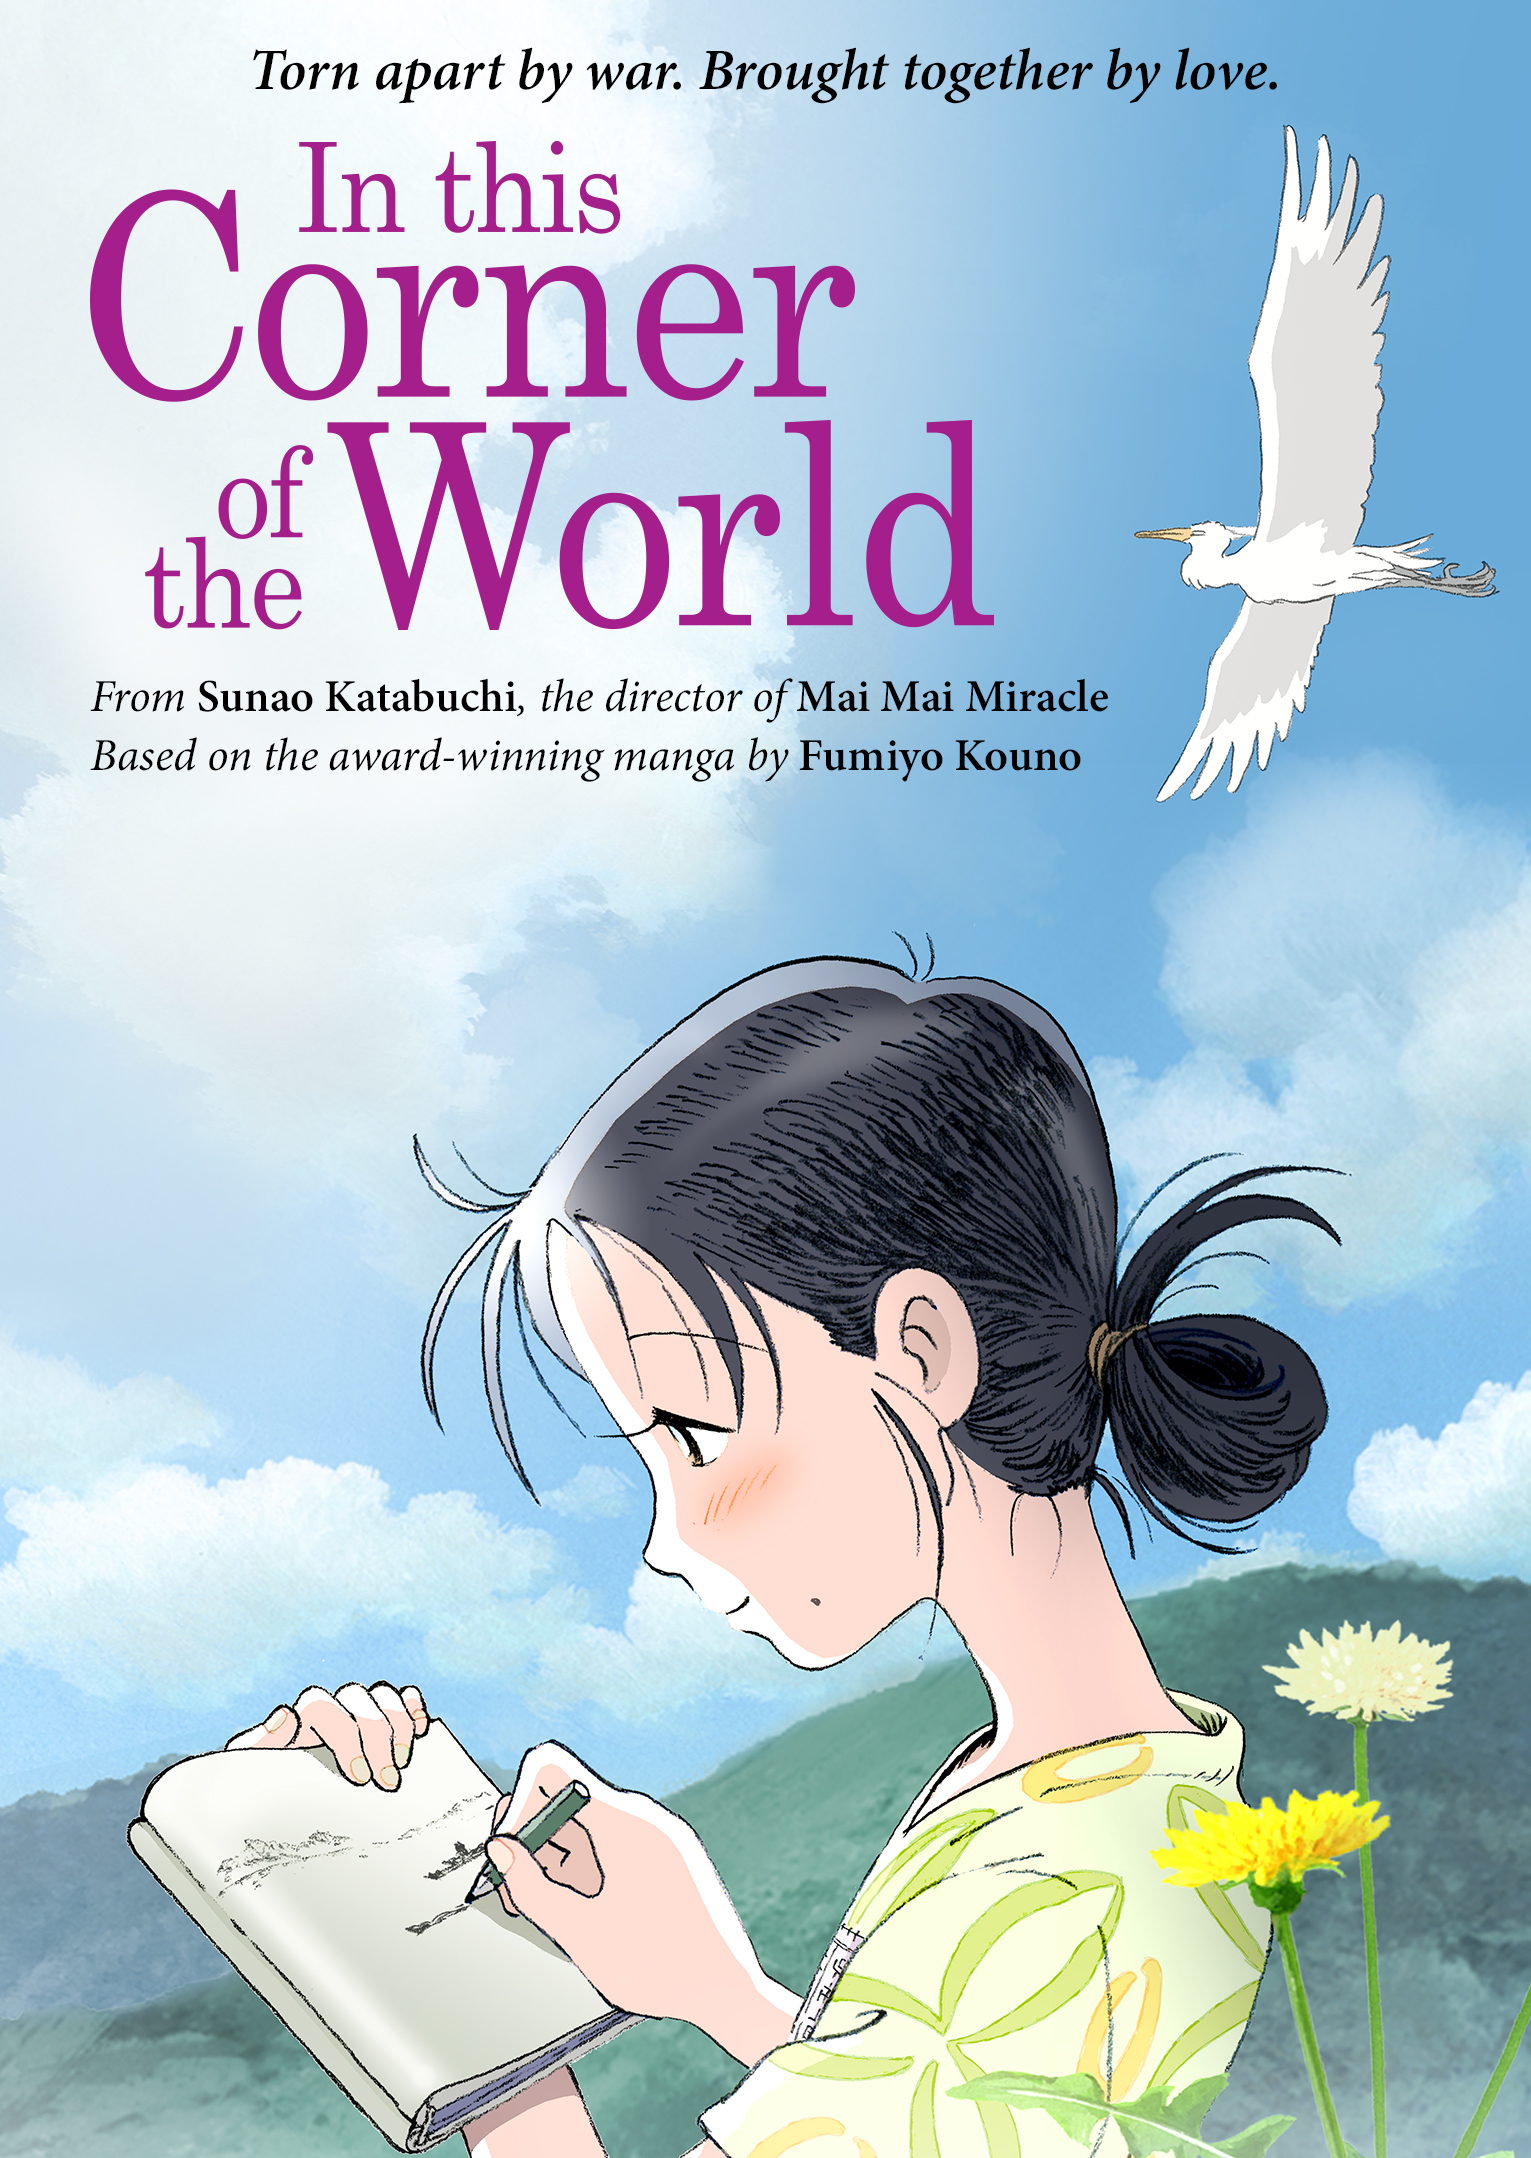 Torn apart by war. Brought together by love.
In this
Corner
of the World
From Sunao Katabuchi, the director of Mai Mai Miracle
Based on the award-winning manga by Fumiyo Kouno